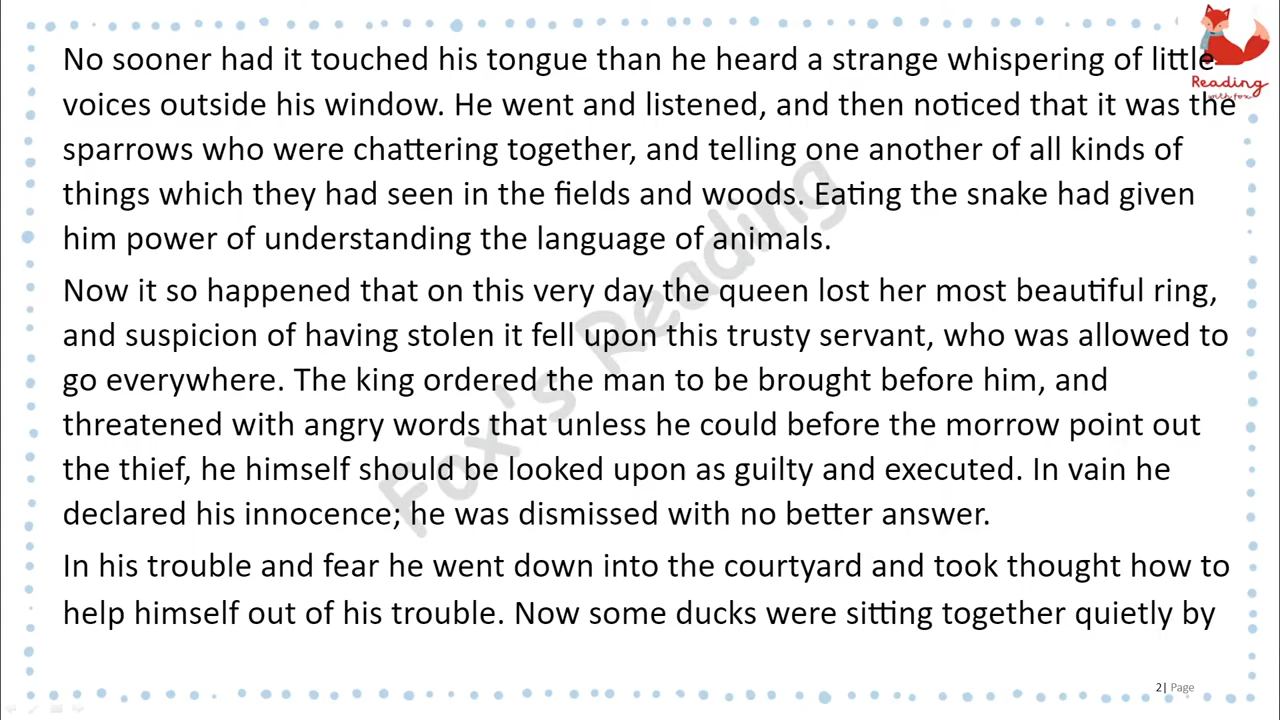 No sooner had it touched his tongue than he heard a strange whispering of little
voices outside his window. He went and listened, and then noticed that it was the
sparrows who were chattering together, and telling one another of all kinds of
things which they had seen in the fields and woods. Eating the snake had given
him power of understanding the language of animals.
Now it so happened that on this very day the queen lost her most beautiful ring,
and suspicion of having stolen it fell upon this trusty servant, who was allowed to
go everywhere. The king ordered the man to be brought before him, and
threatened with angry words that unless he could before the morrow point out
the thief, he himself should be looked upon as guilty and executed. In vain he
declared his innocence; he was dismissed with no better answer.
In his trouble and fear he went down into the courtyard and took thought how to
help himself out of his trouble. Now some ducks were sitting together quietly by
Reading
with fox
Fox's Reading
2| Page